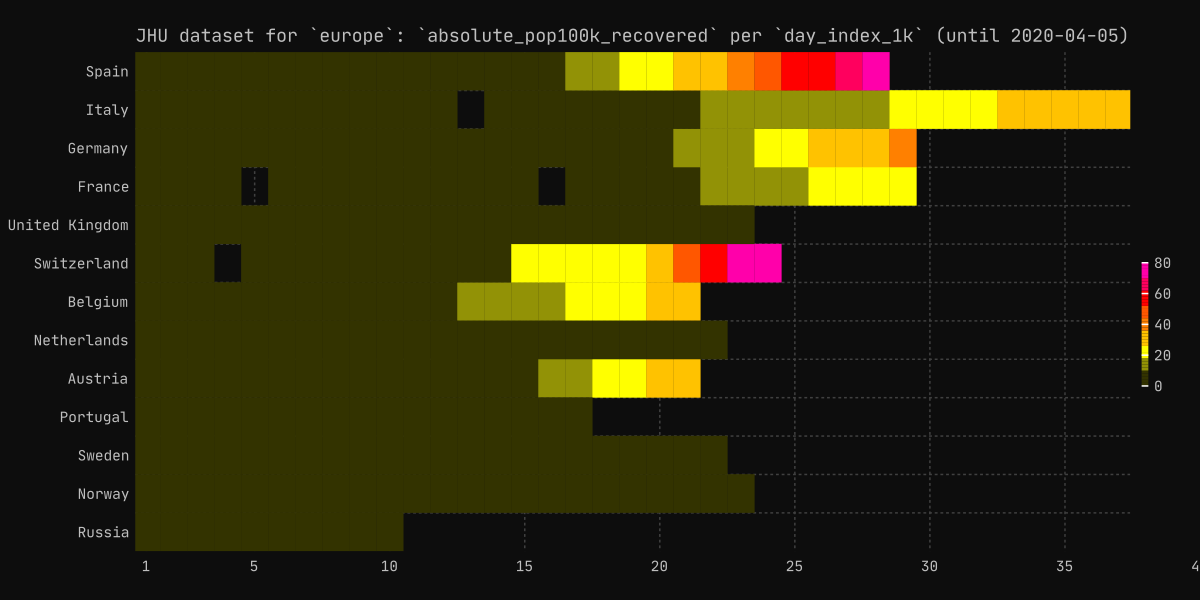 JHU dataset for `europe`: `absolute_pop100k_recovered` per `day_index_1k` (until 2020-04-05)
Spain
Italy
Germany
France
United Kingdom
Switzerland
Belgium
Netherlands
Austria
Portugal
Sweden
Norway
Russia
80
60
40
20
0
1 5 10 15 20 25 30 35 4